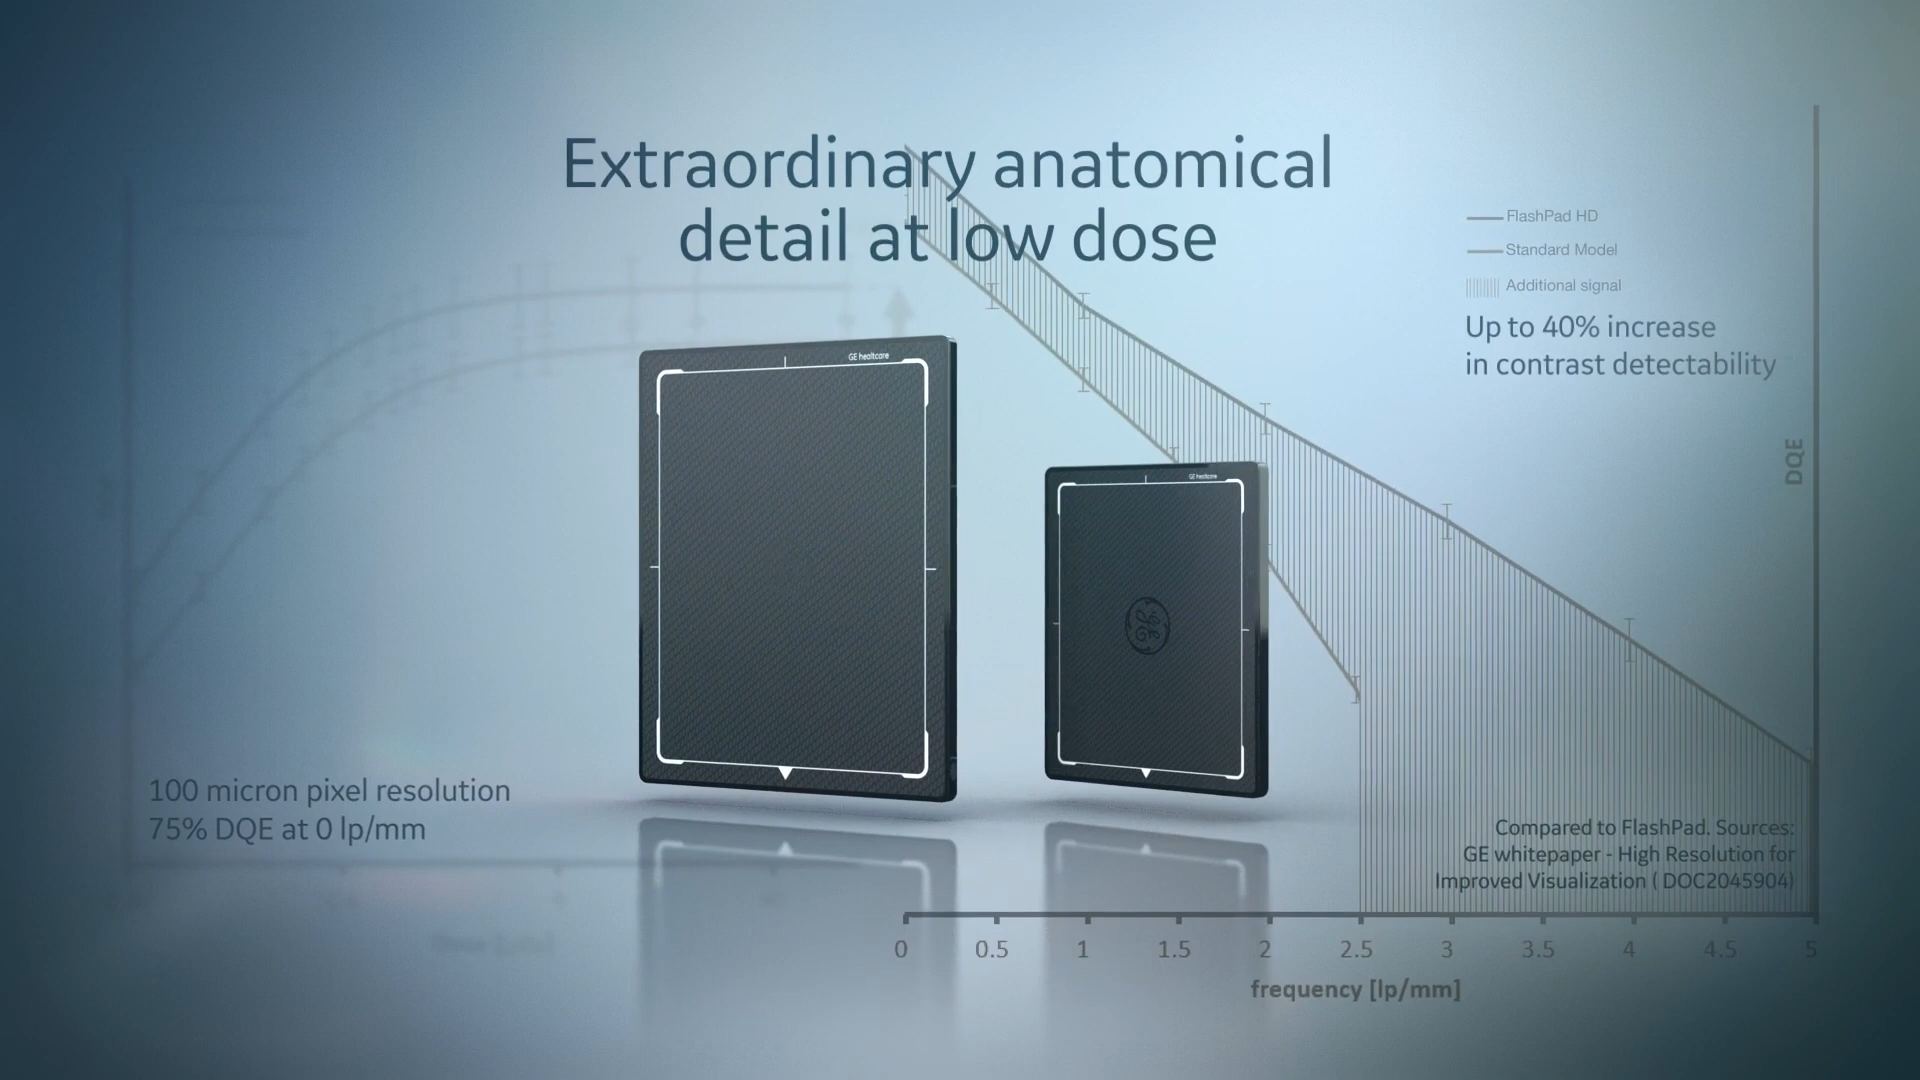 Extraordinary anatomical
detail at low dose
FlashPad HD
Standard Model
Additional signal
Up to 40% increase
in contrast detectability
DQE
GE healtcare
GE healtcare
GE
100 micron pixel resolution
75% DQE at 0 lp/mm
Compared to FlashPad. Sources:
GE whitepaper - High Resolution for
Improved Visualization ( DOC2045904)
0 0.5 1 1.5 2 2.5 3 3.5 4 4.5 5
frequency [lp/mm]